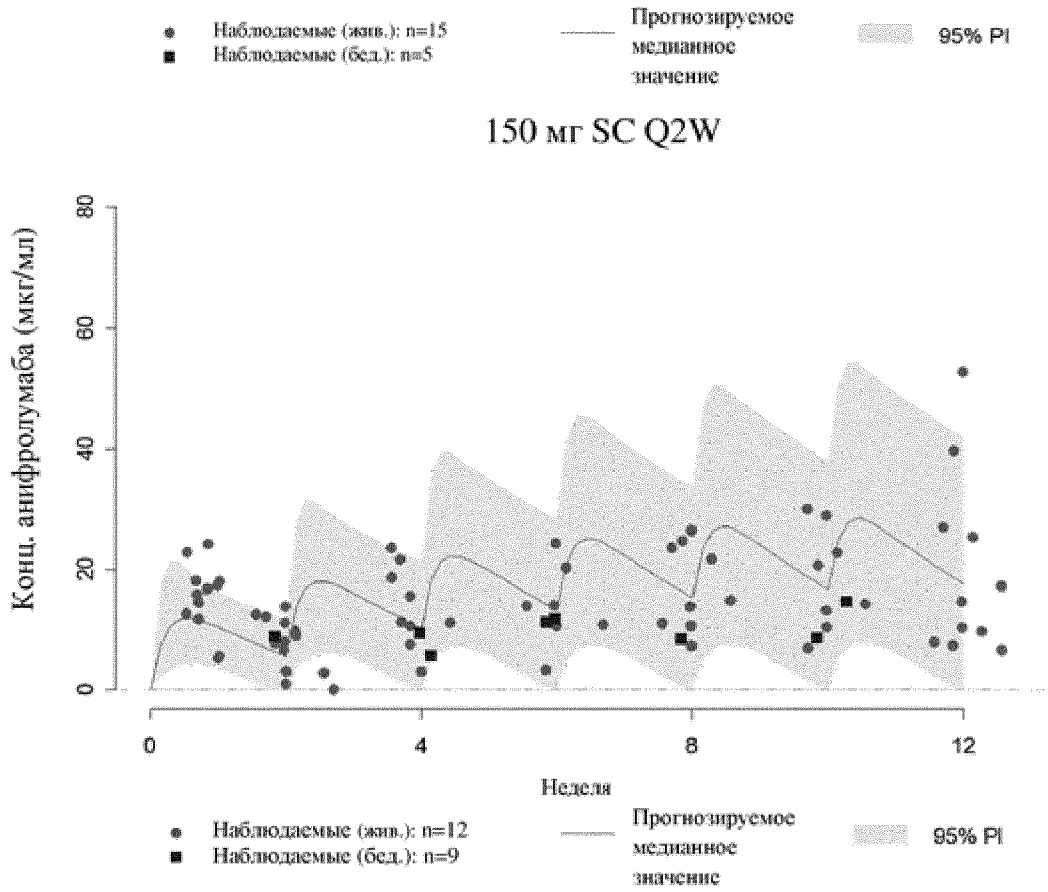 Наблюдаемые (жив.): n=15
Наблюдаемые (бед.): n=5
Прогнозируемое
медианное
значение
95% PI
150 мг SC Q2W
Конц. анифролумаба (мкг/мл)
80
60
40
20
0
0 4 8 12
Неделя
Наблюдаемые (жив.): n=12
Наблюдаемые (бед.): n=9
Прогнозируемое
медианное
значение
95% PI